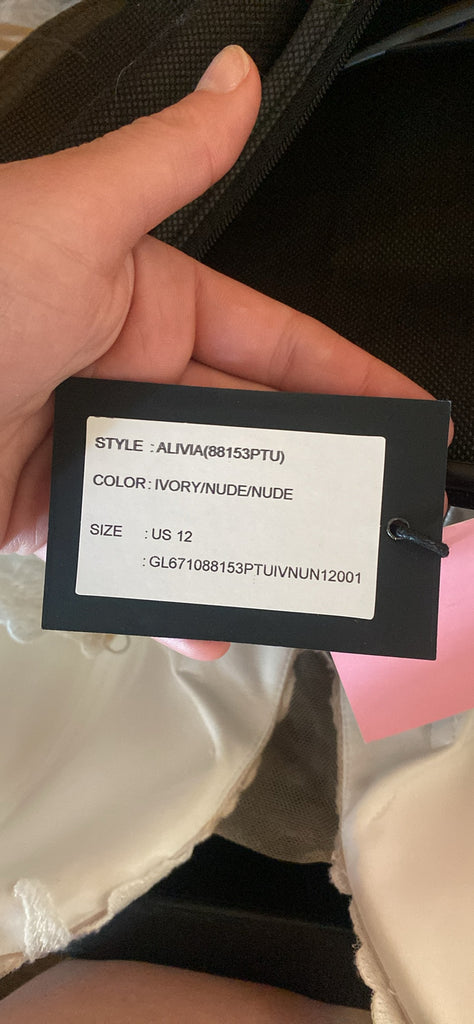 STYLE : ALIVIA(88153PTU)
COLOR : IVORY/NUDE/NUDE
SIZE : US 12
: GL671088153PTUIVNUN12001